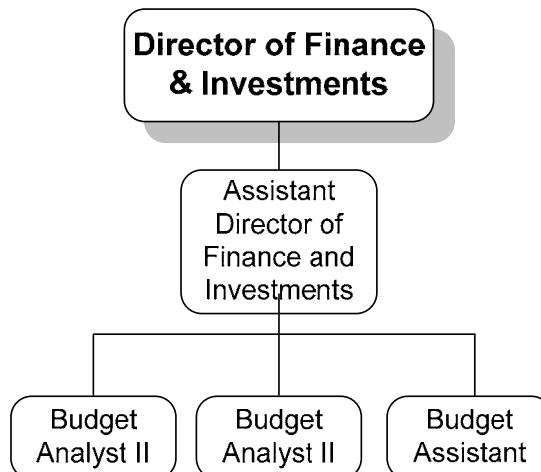 Director of Finance
& Investments
Assistant
Director of
Finance and
Investments
Budget
Analyst II
Budget
Analyst II
Budget
Assistant